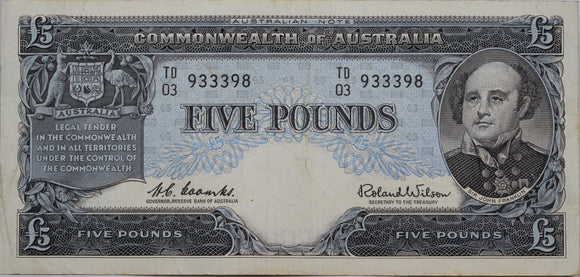 AUSTRALIAN NOTE
£5 COMMONWEALTH OF AUSTRALIA £5
TD 03 933398 TD 03 933398
AUSTRALIA
FIVE POUNDS
LEGAL TENDER
IN THE COMMONWEALTH
AND IN ALL TERRITORIES
UNDER THE CONTROL OF
THE COMMONWEALTH
H.C. Coombs
GOVERNOR, RESERVE BANK OF AUSTRALIA
Roland Wilson
SECRETARY TO THE TREASURY
SIR JOHN FRANKLIN
£5 FIVE POUNDS FIVE POUNDS £5